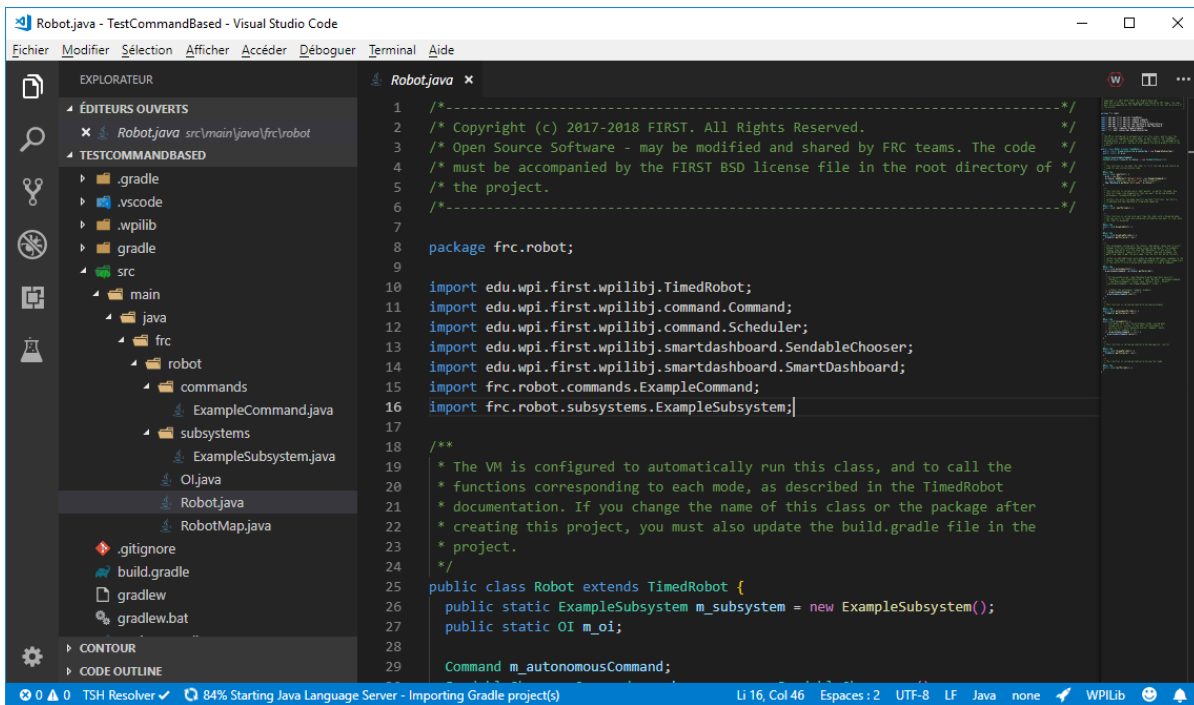 Robot.java - TestCommandBased - Visual Studio Code
Fichier Modifier Sélection Afficher Accéder Déboguer Terminal Aide
EXPLORATEUR
ÉDITEURS OUVERTS
Robot.java src\main\java\frc\robot
TESTCOMMANDBASED
.gradle
.vscode
.wpilib
gradle
src
main
java
frc
robot
commands
ExampleCommand.java
subsystems
ExampleSubsystem.java
OI.java
Robot.java
RobotMap.java
.gitignore
build.gradle
gradlew
gradlew.bat
CONTOUR
CODE OUTLINE
Robot.java
W
1 /*----------------------------------------------------------------------------*/
2 /* Copyright (c) 2017-2018 FIRST. All Rights Reserved. */
3 /* Open Source Software - may be modified and shared by FRC teams. The code */
4 /* must be accompanied by the FIRST BSD license file in the root directory of */
5 /* the project. */
6 /*----------------------------------------------------------------------------*/
7
8 package frc.robot;
9
10 import edu.wpi.first.wpilibj.TimedRobot;
11 import edu.wpi.first.wpilibj.command.Command;
12 import edu.wpi.first.wpilibj.command.Scheduler;
13 import edu.wpi.first.wpilibj.smartdashboard.SendableChooser;
14 import edu.wpi.first.wpilibj.smartdashboard.SmartDashboard;
15 import frc.robot.commands.ExampleCommand;
16 import frc.robot.subsystems.ExampleSubsystem;
17
18 /**
19 * The VM is configured to automatically run this class, and to call the
20 * functions corresponding to each mode, as described in the TimedRobot
21 * documentation. If you change the name of this class or the package after
22 * creating this project, you must also update the build.gradle file in the
23 * project.
24 */
25 public class Robot extends TimedRobot {
26 public static ExampleSubsystem m_subsystem = new ExampleSubsystem();
27 public static OI m_oi;
28
29 Command m_autonomousCommand;
0 0 TSH Resolver 84% Starting Java Language Server - Importing Gradle project(s) Li 16, Col 46 Espaces : 2 UTF-8 LF Java none WPILib